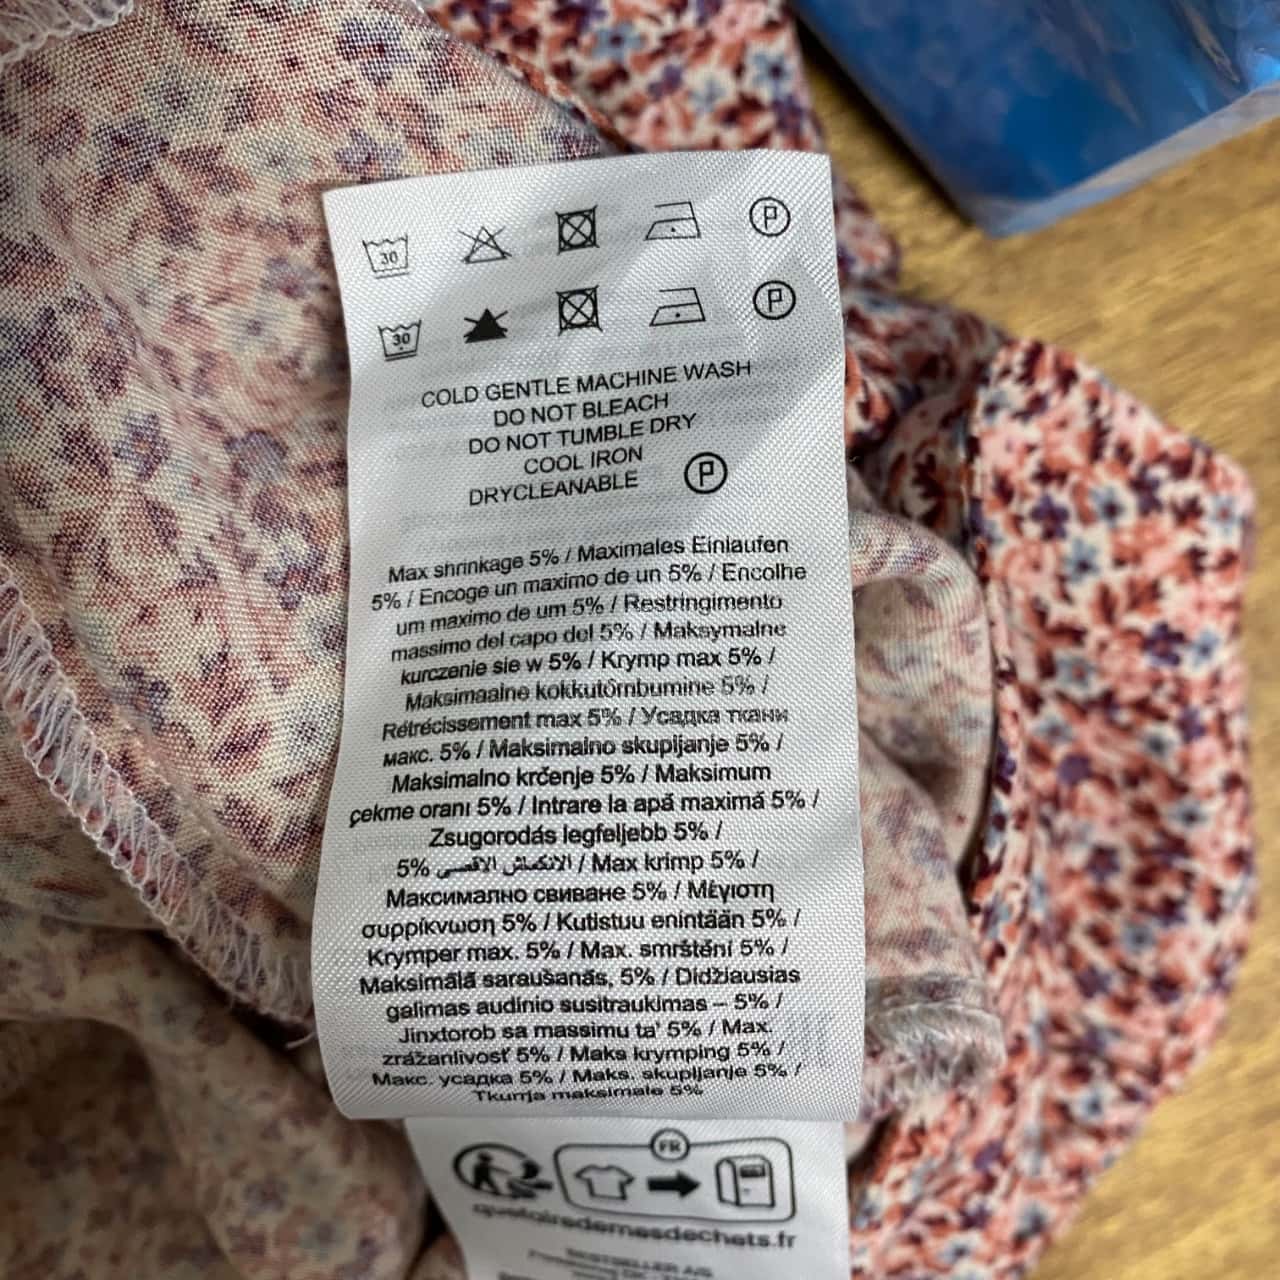 30 P
30 P
COLD GENTLE MACHINE WASH
DO NOT BLEACH
DO NOT TUMBLE DRY
COOL IRON
DRYCLEANABLE P
Max shrinkage 5% / Maximales Einlaufen
5% / Encoge un maximo de un 5% / Encolhe
um maximo de um 5% / Restringimento
massimo del capo del 5% / Maksymalne
kurczenie sie w 5% / Krymp max 5% /
Maksimaalne kokkutõmbumine 5% /
Rétrécissement max 5% / Усадка ткани
макс. 5% / Maksimalno skupljanje 5% /
Maksimalno krčenje 5% / Maksimum
çekme oranı 5% / Intrare la apă maximă 5% /
Zsugorodás legfeljebb 5% /
5% الانكماش الاقصى / Max krimp 5% /
Максимално свиване 5% / Μέγιστη
συρρίκνωση 5% / Kutistuu enintään 5% /
Krymper max. 5% / Max. smrštění 5% /
Maksimālā saraušanās, 5% / Didžiausias
galimas audinio susitraukimas – 5% /
Jinxtorob sa massimu ta' 5% / Max.
zrážanlivosť 5% / Maks krymping 5% /
Макс. усадка 5% / Maks. skupljanje 5% /
Tkurrja maksimale 5%
FR
quefairedemesdechets.fr
BESTSELLER A/S